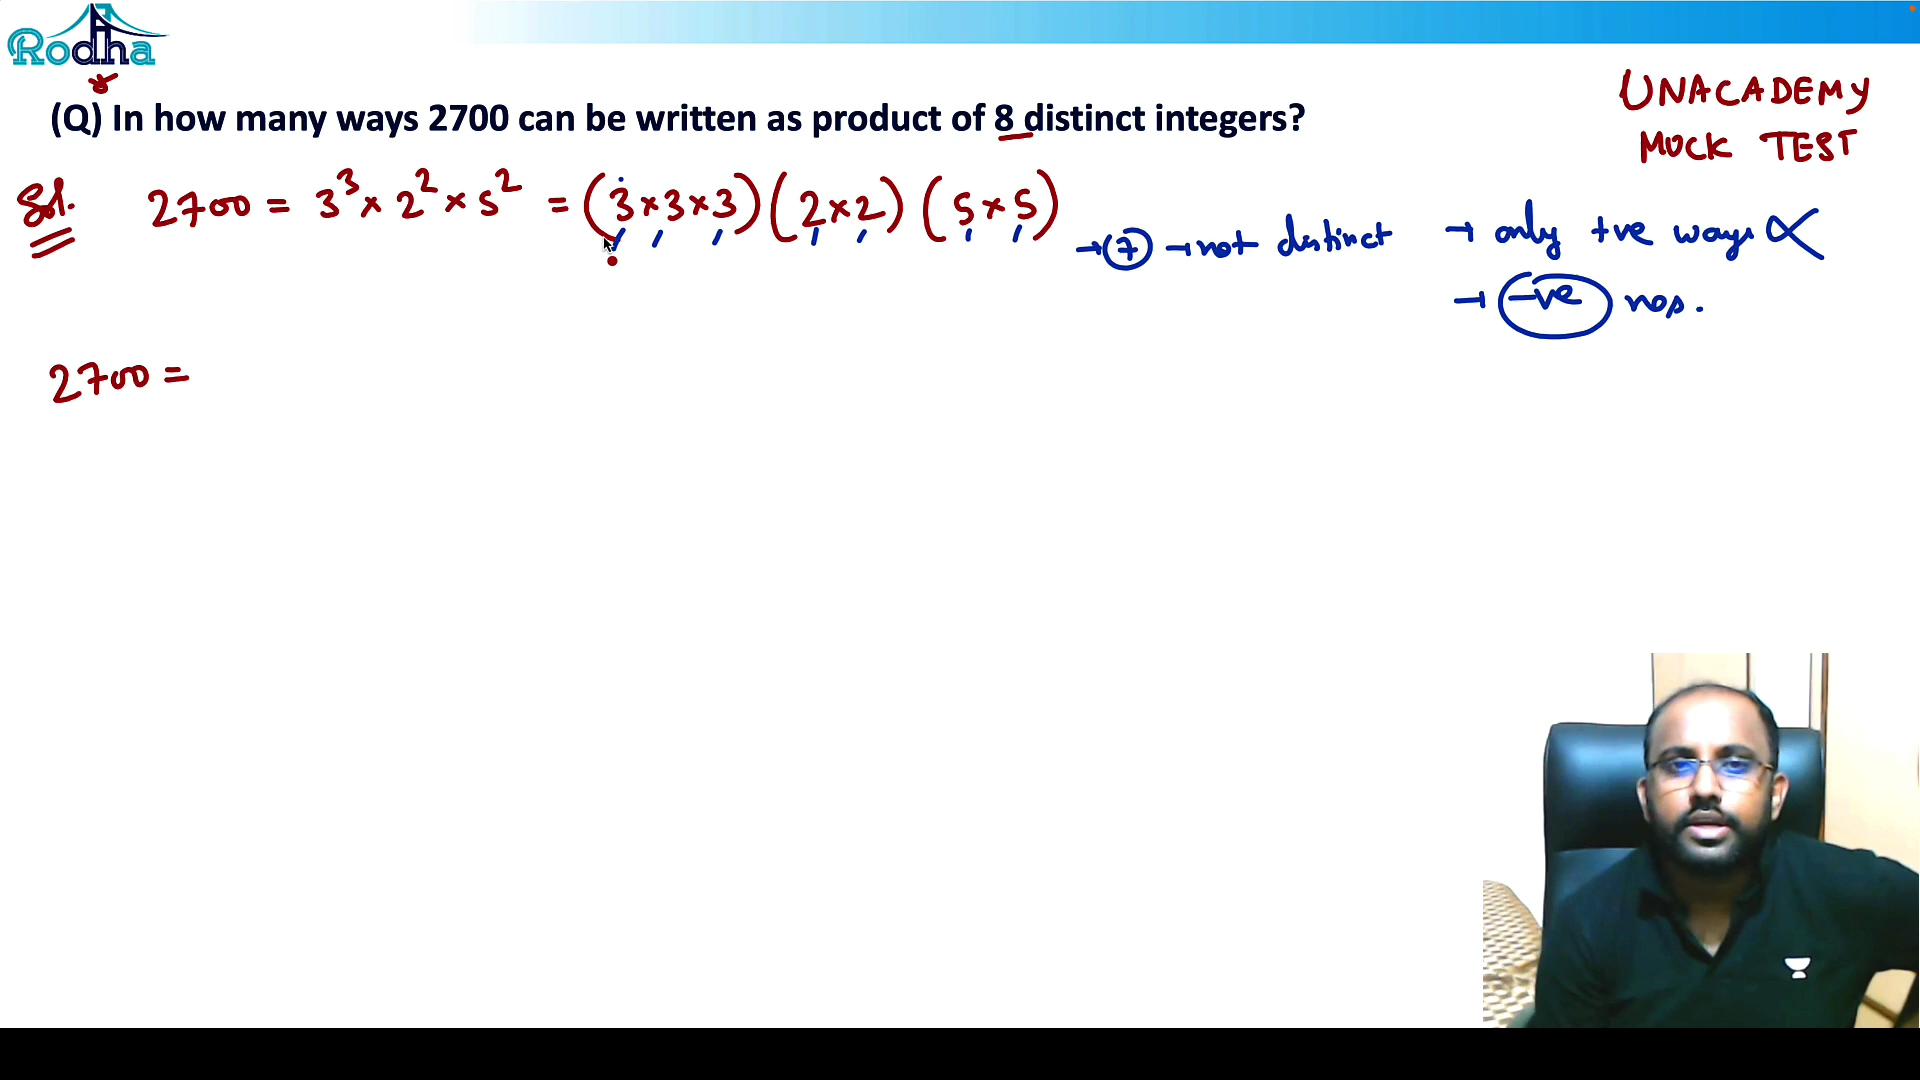 Rodha
(Q) In how many ways 2700 can be written as product of 8 distinct integers?
UNACADEMY
MOCK TEST
Sol. 2700 = 3³ × 2² × 5² = (3×3×3)(2×2)(5×5)
→ 7 → not distinct → only +ve ways
→ -ve nos.
2700 =